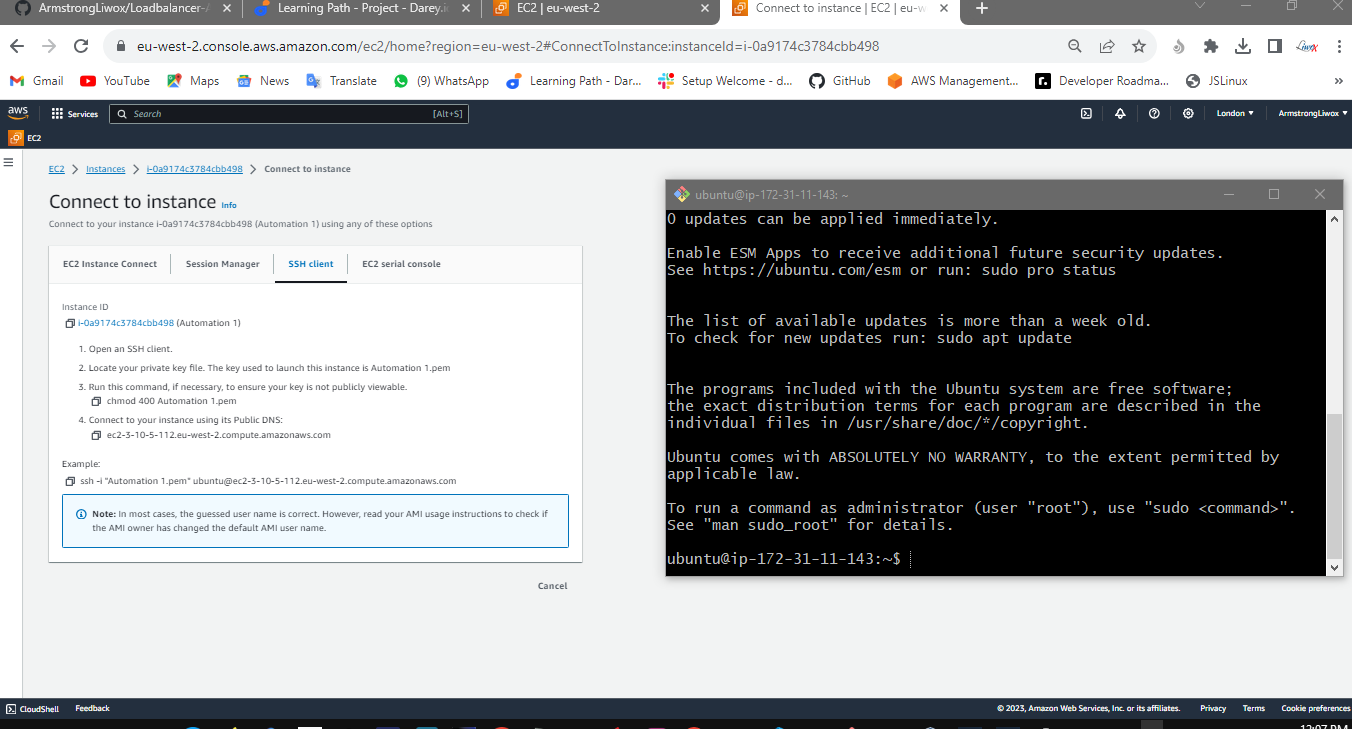 ArmstrongLiwox/Loadbalancer-
Learning Path - Project - Darey.i
EC2 | eu-west-2
Connect to instance | EC2 | eu-w
eu-west-2.console.aws.amazon.com/ec2/home?region=eu-west-2#ConnectToInstance:instanceId=i-0a9174c3784cbb498
Gmail YouTube Maps News Translate (9) WhatsApp Learning Path - Dar... Setup Welcome - d... GitHub AWS Management... Developer Roadma... JSLinux »
aws Services Search [Alt+S] London ArmstrongLiwox
EC2
EC2 > Instances > i-0a9174c3784cbb498 > Connect to instance
Connect to instance Info
Connect to your instance i-0a9174c3784cbb498 (Automation 1) using any of these options
EC2 Instance Connect Session Manager SSH client EC2 serial console
Instance ID
i-0a9174c3784cbb498 (Automation 1)
1. Open an SSH client.
2. Locate your private key file. The key used to launch this instance is Automation 1.pem
3. Run this command, if necessary, to ensure your key is not publicly viewable.
chmod 400 Automation 1.pem
4. Connect to your instance using its Public DNS:
ec2-3-10-5-112.eu-west-2.compute.amazonaws.com
Example:
ssh -i "Automation 1.pem" ubuntu@ec2-3-10-5-112.eu-west-2.compute.amazonaws.com
Note: In most cases, the guessed user name is correct. However, read your AMI usage instructions to check if
the AMI owner has changed the default AMI user name.
Cancel
ubuntu@ip-172-31-11-143: ~
0 updates can be applied immediately.
Enable ESM Apps to receive additional future security updates.
See https://ubuntu.com/esm or run: sudo pro status
The list of available updates is more than a week old.
To check for new updates run: sudo apt update
The programs included with the Ubuntu system are free software;
the exact distribution terms for each program are described in the
individual files in /usr/share/doc/*/copyright.
Ubuntu comes with ABSOLUTELY NO WARRANTY, to the extent permitted by
applicable law.
To run a command as administrator (user "root"), use "sudo <command>".
See "man sudo_root" for details.
ubuntu@ip-172-31-11-143:~$
CloudShell Feedback © 2023, Amazon Web Services, Inc. or its affiliates. Privacy Terms Cookie preferences
12:07 PM